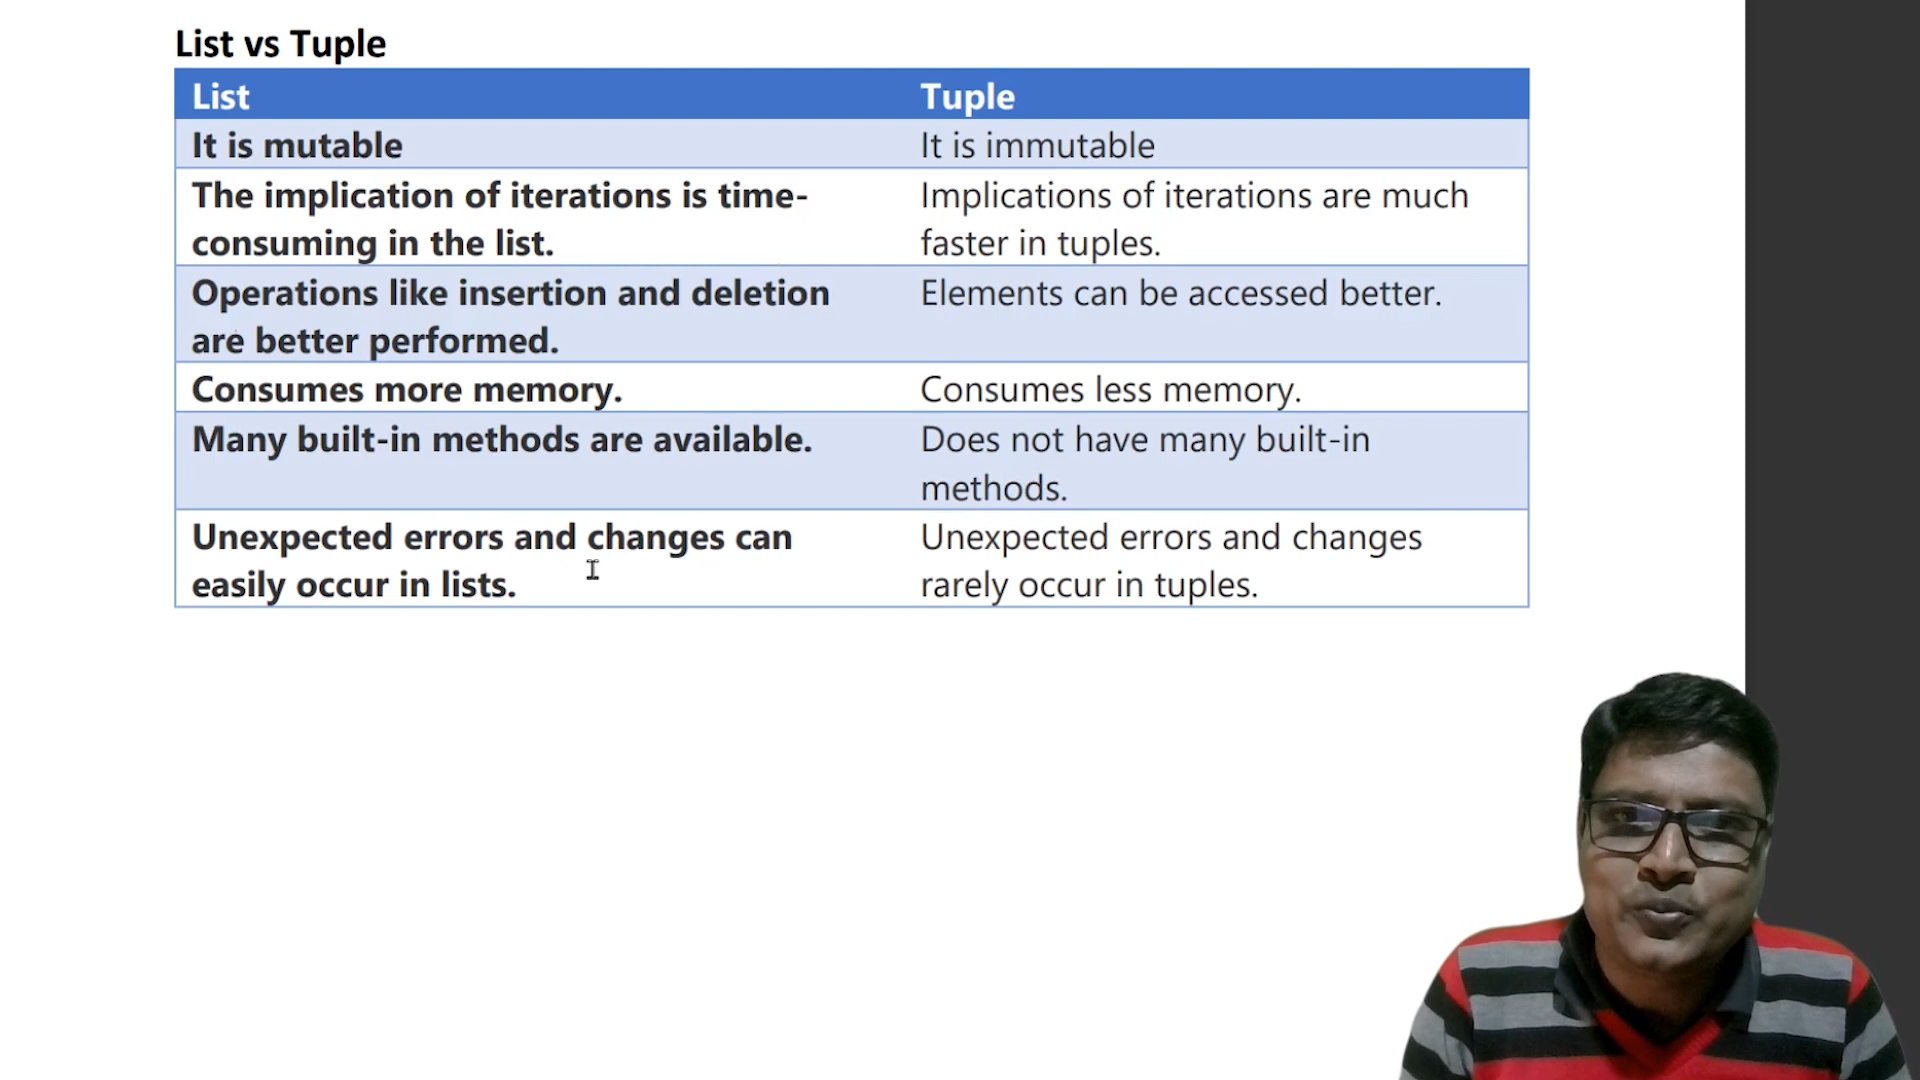 List vs Tuple
List Tuple
It is mutable It is immutable
The implication of iterations is time- Implications of iterations are much
consuming in the list. faster in tuples.
Operations like insertion and deletion Elements can be accessed better.
are better performed.
Consumes more memory. Consumes less memory.
Many built-in methods are available. Does not have many built-in
methods.
Unexpected errors and changes can Unexpected errors and changes
easily occur in lists. rarely occur in tuples.